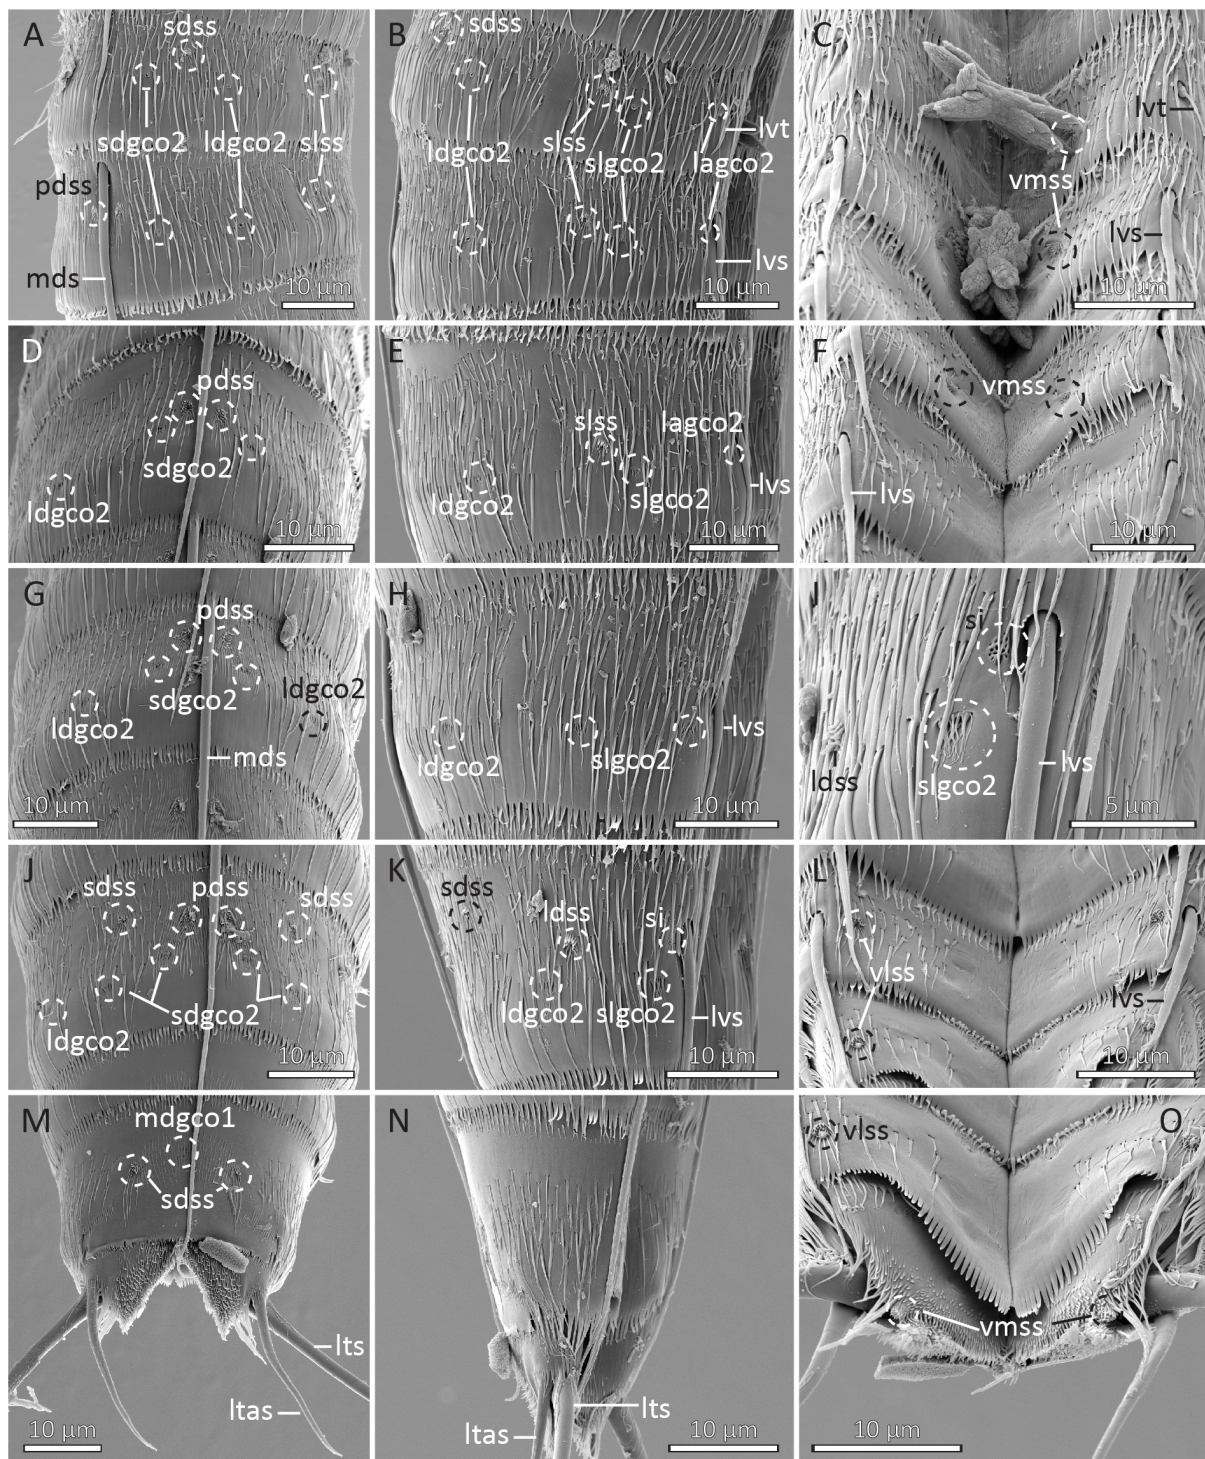 A
sdss
sdgco2
ldgco2
slss
pdss
mds
10 µm
B
sdss
ldgco2
slss
slgco2
lagco2
lvt
lvs
10 µm
C
lvt
vmss
lvs
10 µm
D
pdss
sdgco2
ldgco2
10 µm
E
slss
lagco2
ldgco2
slgco2
lvs
10 µm
F
vmss
lvs
10 µm
G
pdss
sdgco2
ldgco2
ldgco2
mds
10 µm
H
ldgco2
slgco2
lvs
10 µm
I
si
ldss
slgco2
lvs
5 µm
J
sdss
pdss
sdss
sdgco2
ldgco2
10 µm
K
sdss
ldss
si
ldgco2
slgco2
lvs
10 µm
L
vlss
lvs
10 µm
M
mdgco1
sdss
lts
ltas
10 µm
N
lts
ltas
10 µm
O
vlss
vmss
10 µm